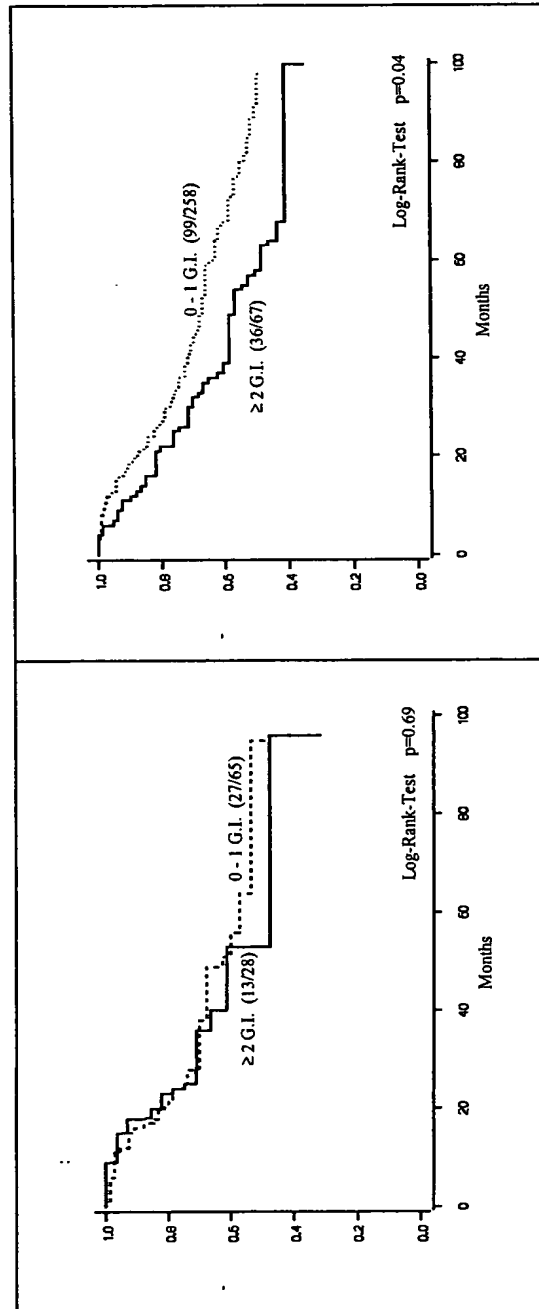 1.0
0.8
0.6
0.4
0.2
0.0
0 - 1 G.I. (27/65)
≥ 2 G.I. (13/28)
Log-Rank-Test p=0.69
0 20 40 60 80 100
Months
1.0
0.8
0.6
0.4
0.2
0.0
0 - 1 G.I. (99/258)
≥ 2 G.I. (36/67)
Log-Rank-Test p=0.04
0 20 40 60 80 100
Months